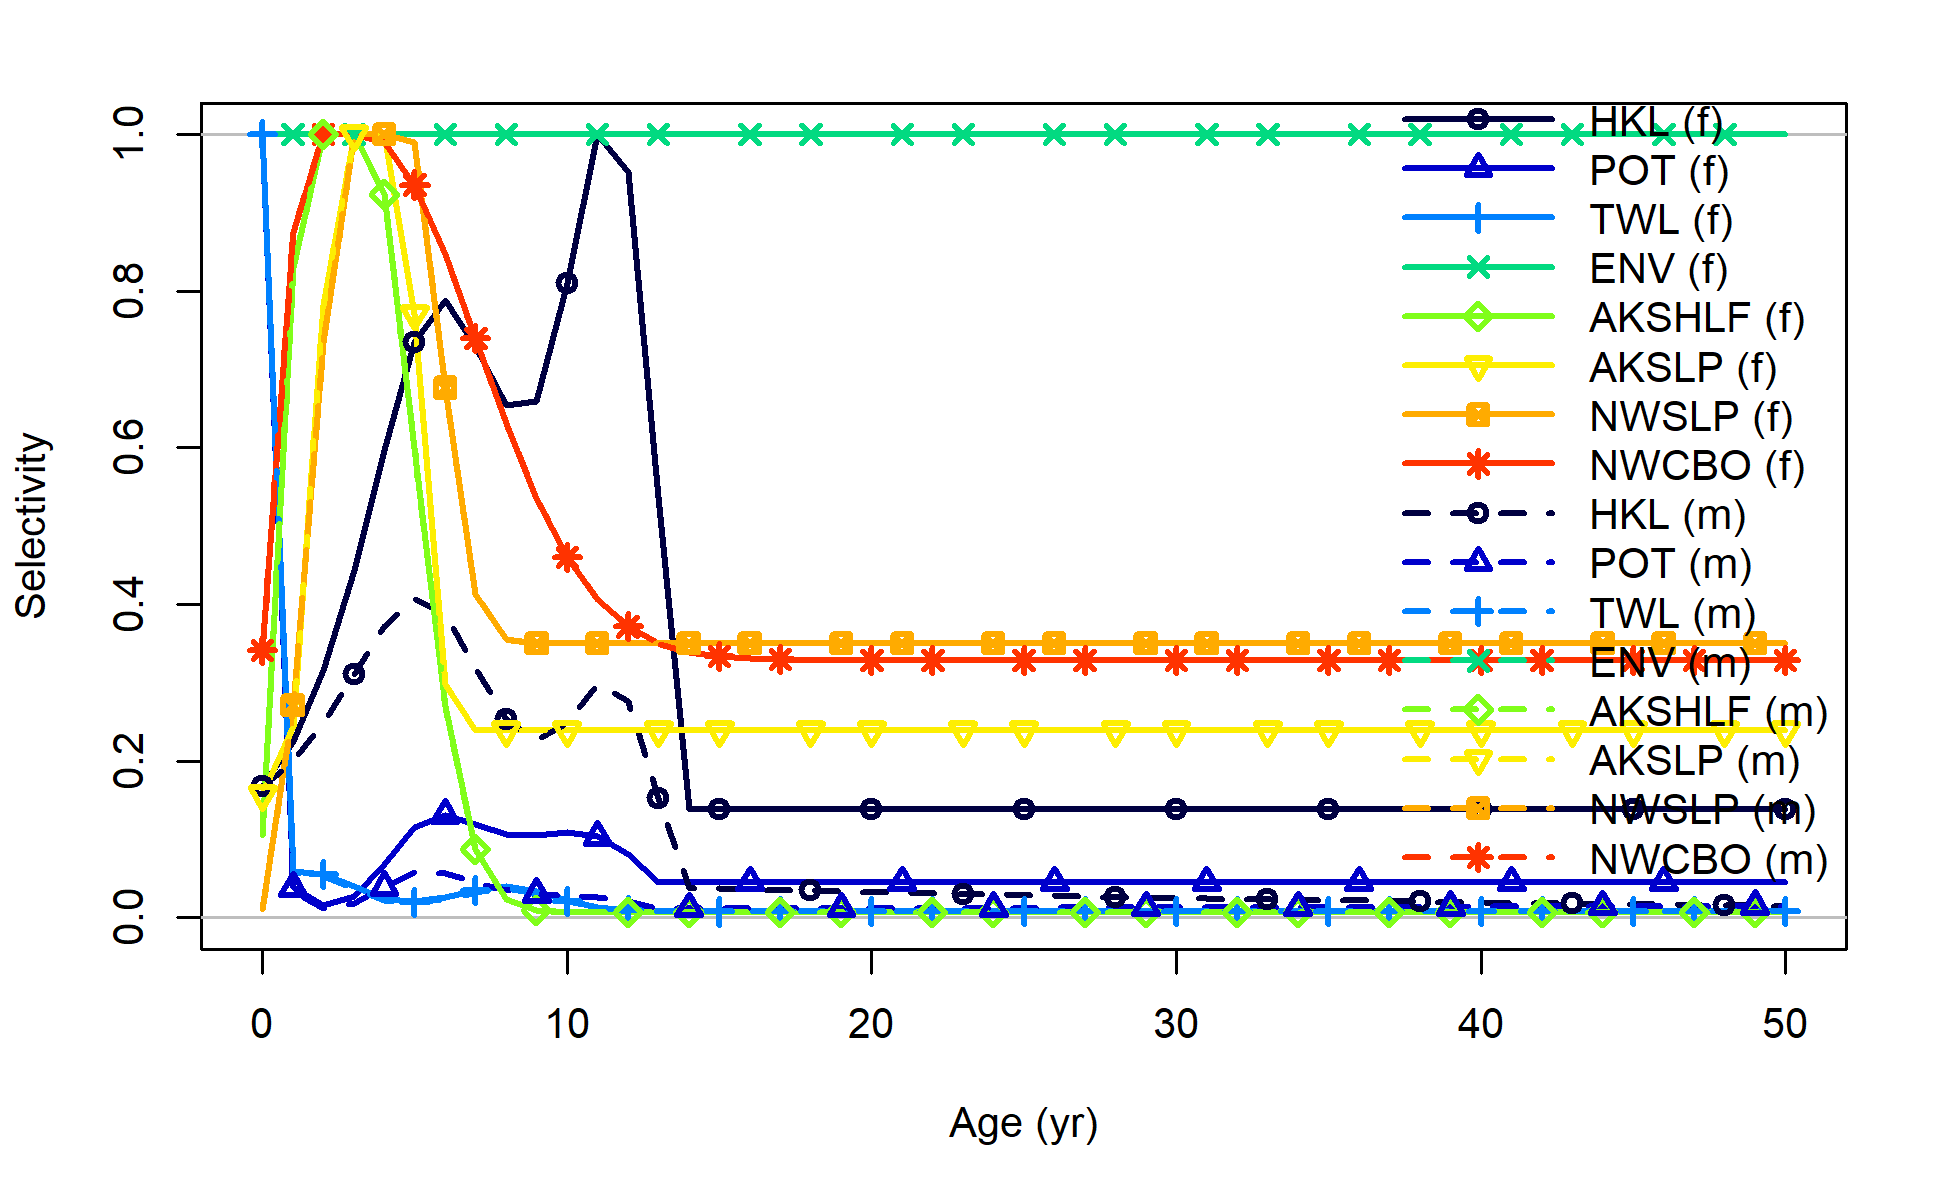 1.0
0.8
0.6
0.4
0.2
0.0
Selectivity
0 10 20 30 40 50
Age (yr)
HKL (f)
POT (f)
TWL (f)
ENV (f)
AKSHLF (f)
AKSLP (f)
NWSLP (f)
NWCBO (f)
HKL (m)
POT (m)
TWL (m)
ENV (m)
AKSHLF (m)
AKSLP (m)
NWSLP (m)
NWCBO (m)